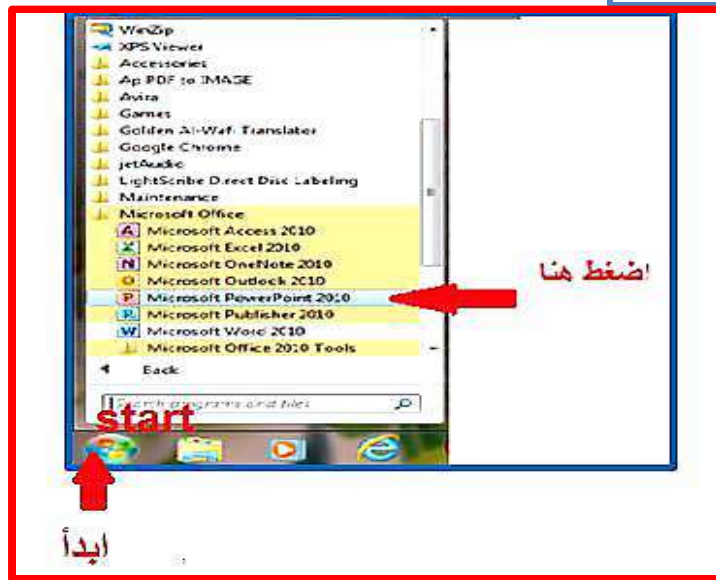 WinZip
XPS Viewer
Accessories
Ap PDF to IMAGE
Avira
Games
Golden Al-Wafi Translator
Google Chrome
jetAudio
LightScribe Direct Disc Labeling
Maintenance
Microsoft Office
Microsoft Access 2010
Microsoft Excel 2010
Microsoft OneNote 2010
Microsoft Outlook 2010
Microsoft PowerPoint 2010
اضغط هنا
Microsoft Publisher 2010
Microsoft Word 2010
Microsoft Office 2010 Tools
Back
Search programs and files
start
ابدأ